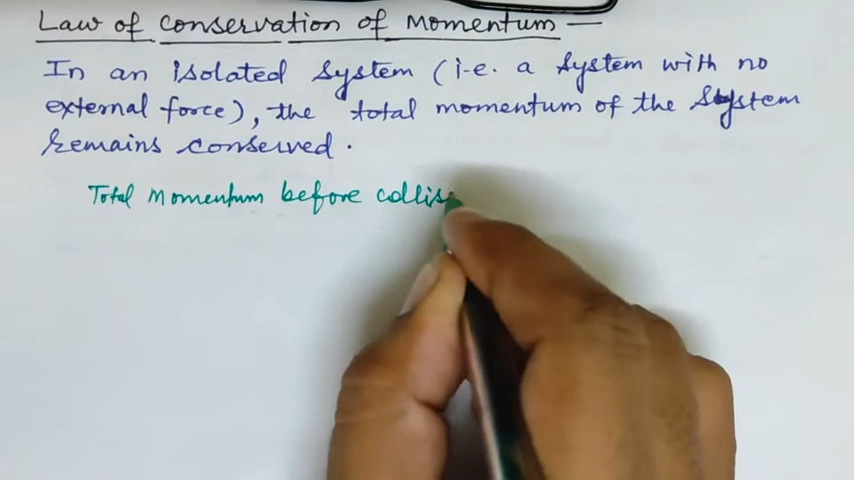 Law of conservation of Momentum —
In an isolated system (i.e. a system with no
external force), the total momentum of the system
remains conserved.
Total Momentum before collis